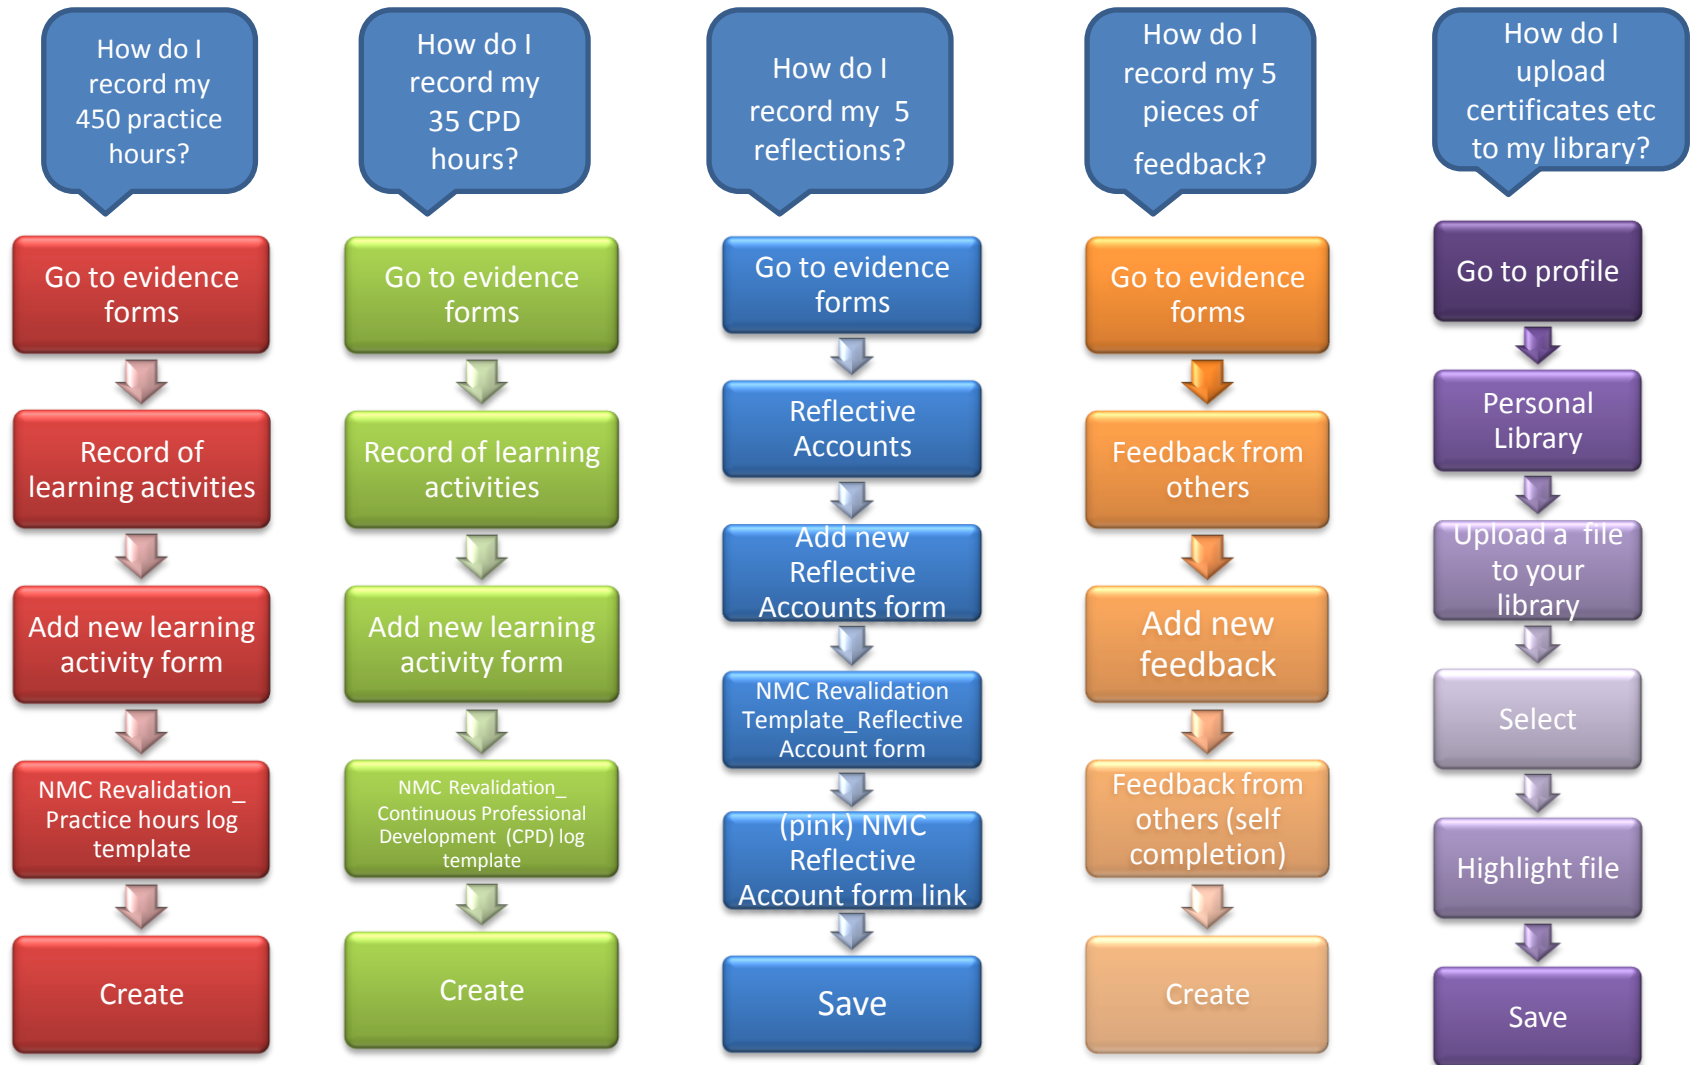 How do I
record my
450 practice
hours?
Go to evidence
forms
Record of
learning activities
Add new learning
activity form
NMC Revalidation_
Practice hours log
template
Create
How do I
record my
35 CPD
hours?
Go to evidence
forms
Record of learning
activities
Add new learning
activity form
NMC Revalidation_
Continuous Professional
Development (CPD) log
template
Create
How do I
record my 5
reflections?
Go to evidence
forms
Reflective
Accounts
Add new
Reflective
Accounts form
NMC Revalidation
Template_Reflective
Account form
(pink) NMC
Reflective
Account form link
Save
How do I
record my 5
pieces of
feedback?
Go to evidence
forms
Feedback from
others
Add new
feedback
Feedback from
others (self
completion)
Create
How do I
upload
certificates etc
to my library?
Go to profile
Personal
Library
Upload a file
to your
library
Select
Highlight file
Save